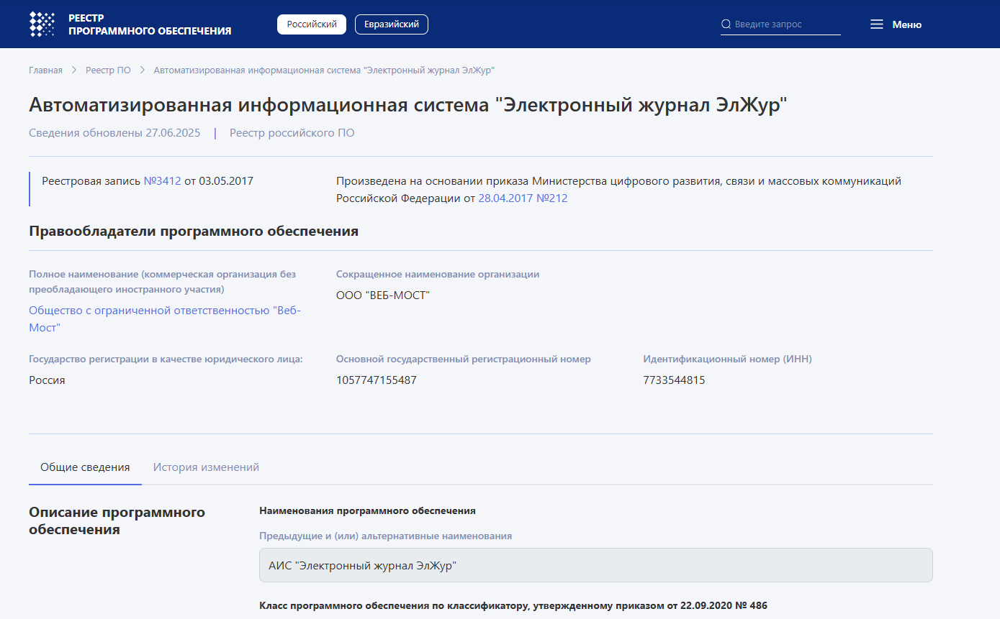 РЕЕСТР
ПРОГРАММНОГО ОБЕСПЕЧЕНИЯ
Российский
Евразийский
Введите запрос
Меню
Главная
Реестр ПО
Автоматизированная информационная система "Электронный журнал ЭлЖур"
Автоматизированная информационная система "Электронный журнал ЭлЖур"
Сведения обновлены 27.06.2025
Реестр российского ПО
Реестровая запись №3412 от 03.05.2017
Произведена на основании приказа Министерства цифрового развития, связи и массовых коммуникаций
Российской Федерации от 28.04.2017 №212
Правообладатели программного обеспечения
Полное наименование (коммерческая организация без
преобладающего иностранного участия)
Общество с ограниченной ответственностью "Веб-
Мост"
Сокращенное наименование организации
ООО "ВЕБ-МОСТ"
Государство регистрации в качестве юридического лица:
Россия
Основной государственный регистрационный номер
1057747155487
Идентификационный номер (ИНН)
7733544815
Общие сведения
История изменений
Описание программного
обеспечения
Наименования программного обеспечения
Предыдущие и (или) альтернативные наименования
АИС "Электронный журнал ЭлЖур"
Класс программного обеспечения по классификатору, утвержденному приказом от 22.09.2020 № 486